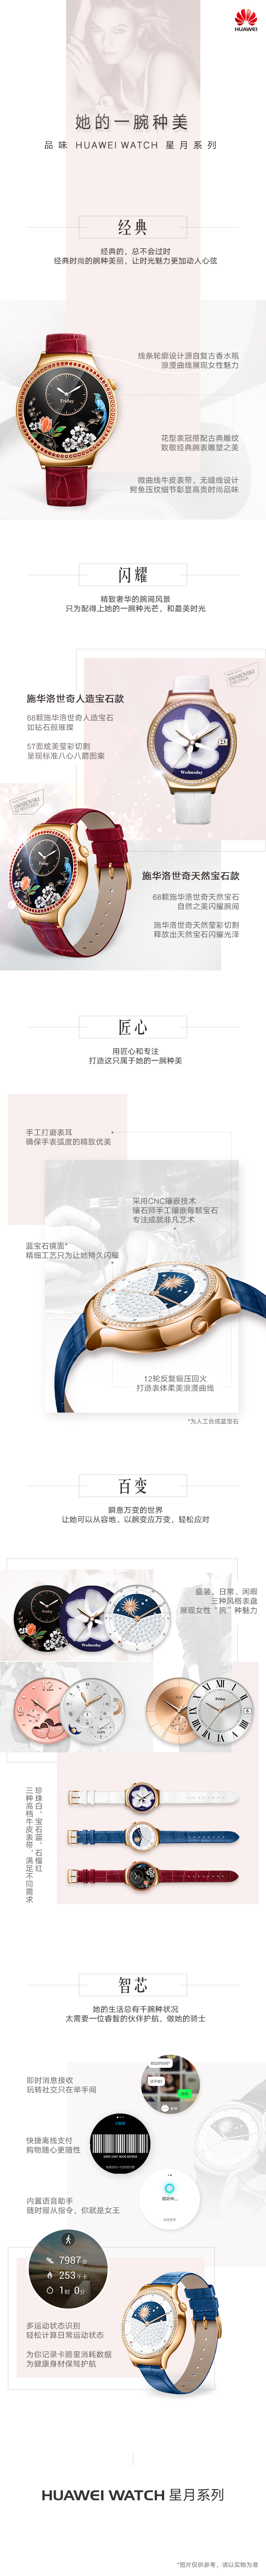 HUAWEI
她的一腕种美
品味 HUAWEI WATCH 星月系列
经典
经典的，总不会过时
经典时尚的腕种美丽，让时光魅力更加动人心弦
线条轮廓设计源自复古香水瓶
浪漫曲线展现女性魅力
Friday
花型表冠搭配古典雕纹
致敬经典腕表雕塑之美
微曲线牛皮表带，无缝线设计
鳄鱼压纹细节彰显高贵时尚品味
闪耀
精致奢华的腕间风景
只为配得上她的一腕种光芒，和最美时光
施华洛世奇人造宝石款
68颗施华洛世奇人造宝石
如钻石般璀璨
57面炫美玺彩切割
呈现标准八心八箭图案
SWAROVSKI
Wednesday
SWAROVSKI
Friday
施华洛世奇天然宝石款
68颗施华洛世奇天然宝石
自然之美闪耀腕间
施华洛世奇天然玺彩切割
释放出天然宝石闪耀光泽
匠心
用匠心和专注
打造这只属于她的一腕种美
手工打磨表耳
确保手表弧度的精致优美
采用CNC镶嵌技术
镶石师手工镶嵌每颗宝石
专注成就非凡艺术
蓝宝石镜面*
精细工艺只为让她持久闪耀
12轮反复锻压回火
打造表体柔美浪漫曲线
*为人工合成蓝宝石
百变
瞬息万变的世界
让她可以从容地、以腕变应万变，轻松应对
盛装、日常、闲暇
三种风格表盘
展现女性“腕”种魅力
Friday
Wednesday
12
9
Friday
6
珍珠白、宝石蓝、石榴红
三种高档牛皮表带，满足不同需求
智芯
她的生活总有千腕种状况
太需要一位睿智的伙伴护航，做她的骑士
即时消息接收
玩转社交只在举手间
快捷离线支付
购物随心更随性
内置语音助手
随时服从指令，你就是女王
7987步
253千卡
1时 0分
多运动状态识别
轻松计算日常运动状态
为你记录卡路里消耗数据
为健康身材保驾护航
HUAWEI WATCH 星月系列
*图片仅供参考，请以实物为准